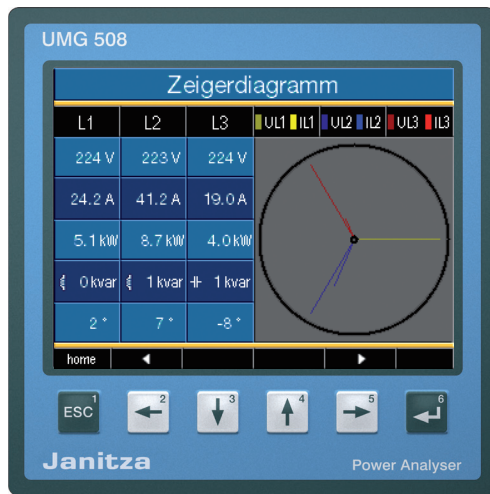 UMG 508
Zeigerdiagramm
L1 L2 L3 UL1 IL1 UL2 IL2 UL3 IL3
224 V 223 V 224 V
24.2 A 41.2 A 19.0 A
5.1 kW 8.7 kW 4.0 kW
0 kvar 1 kvar 1 kvar
2 ° 7 ° -8 °
home
ESC 1 2 3 4 5 6
Janitza Power Analyser